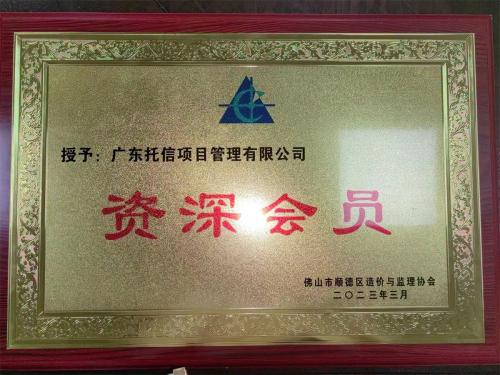 授予：广东托信项目管理有限公司
资深会员
佛山市顺德区造价与监理协会
二〇二三年三月